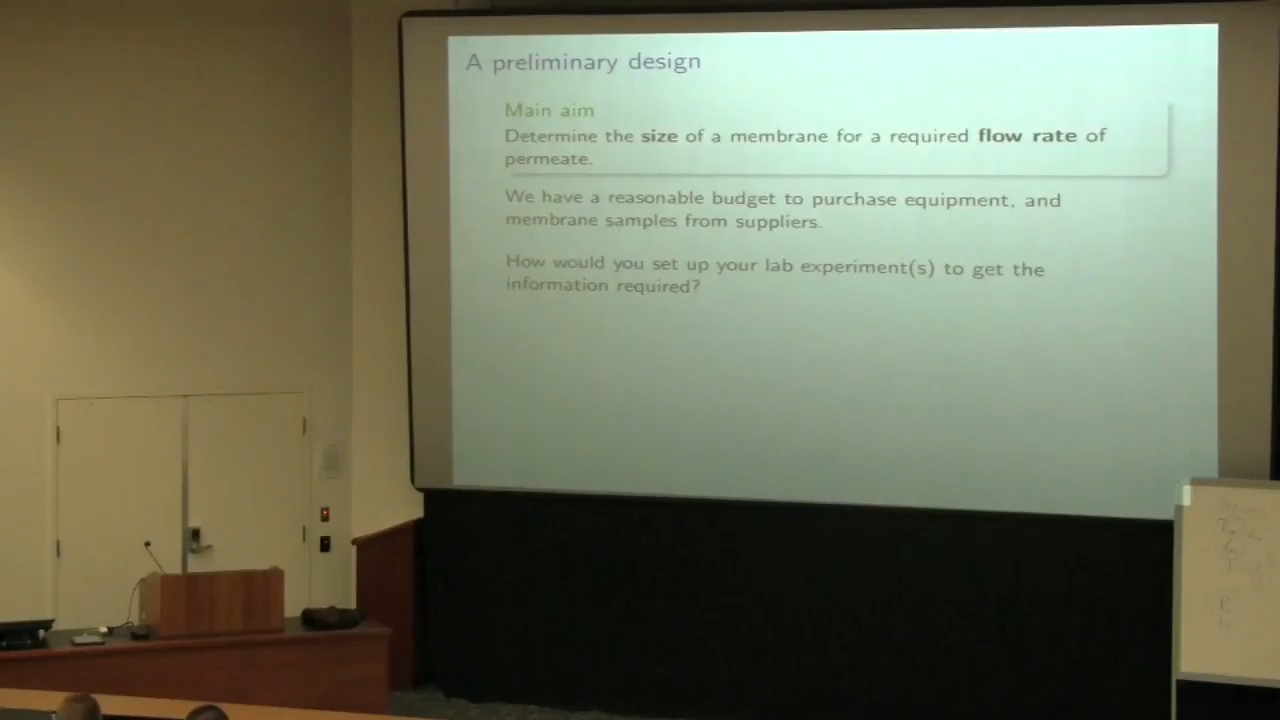 A preliminary design
Main aim
Determine the size of a membrane for a required flow rate of
permeate.
We have a reasonable budget to purchase equipment, and
membrane samples from suppliers.
How would you set up your lab experiment(s) to get the
information required?